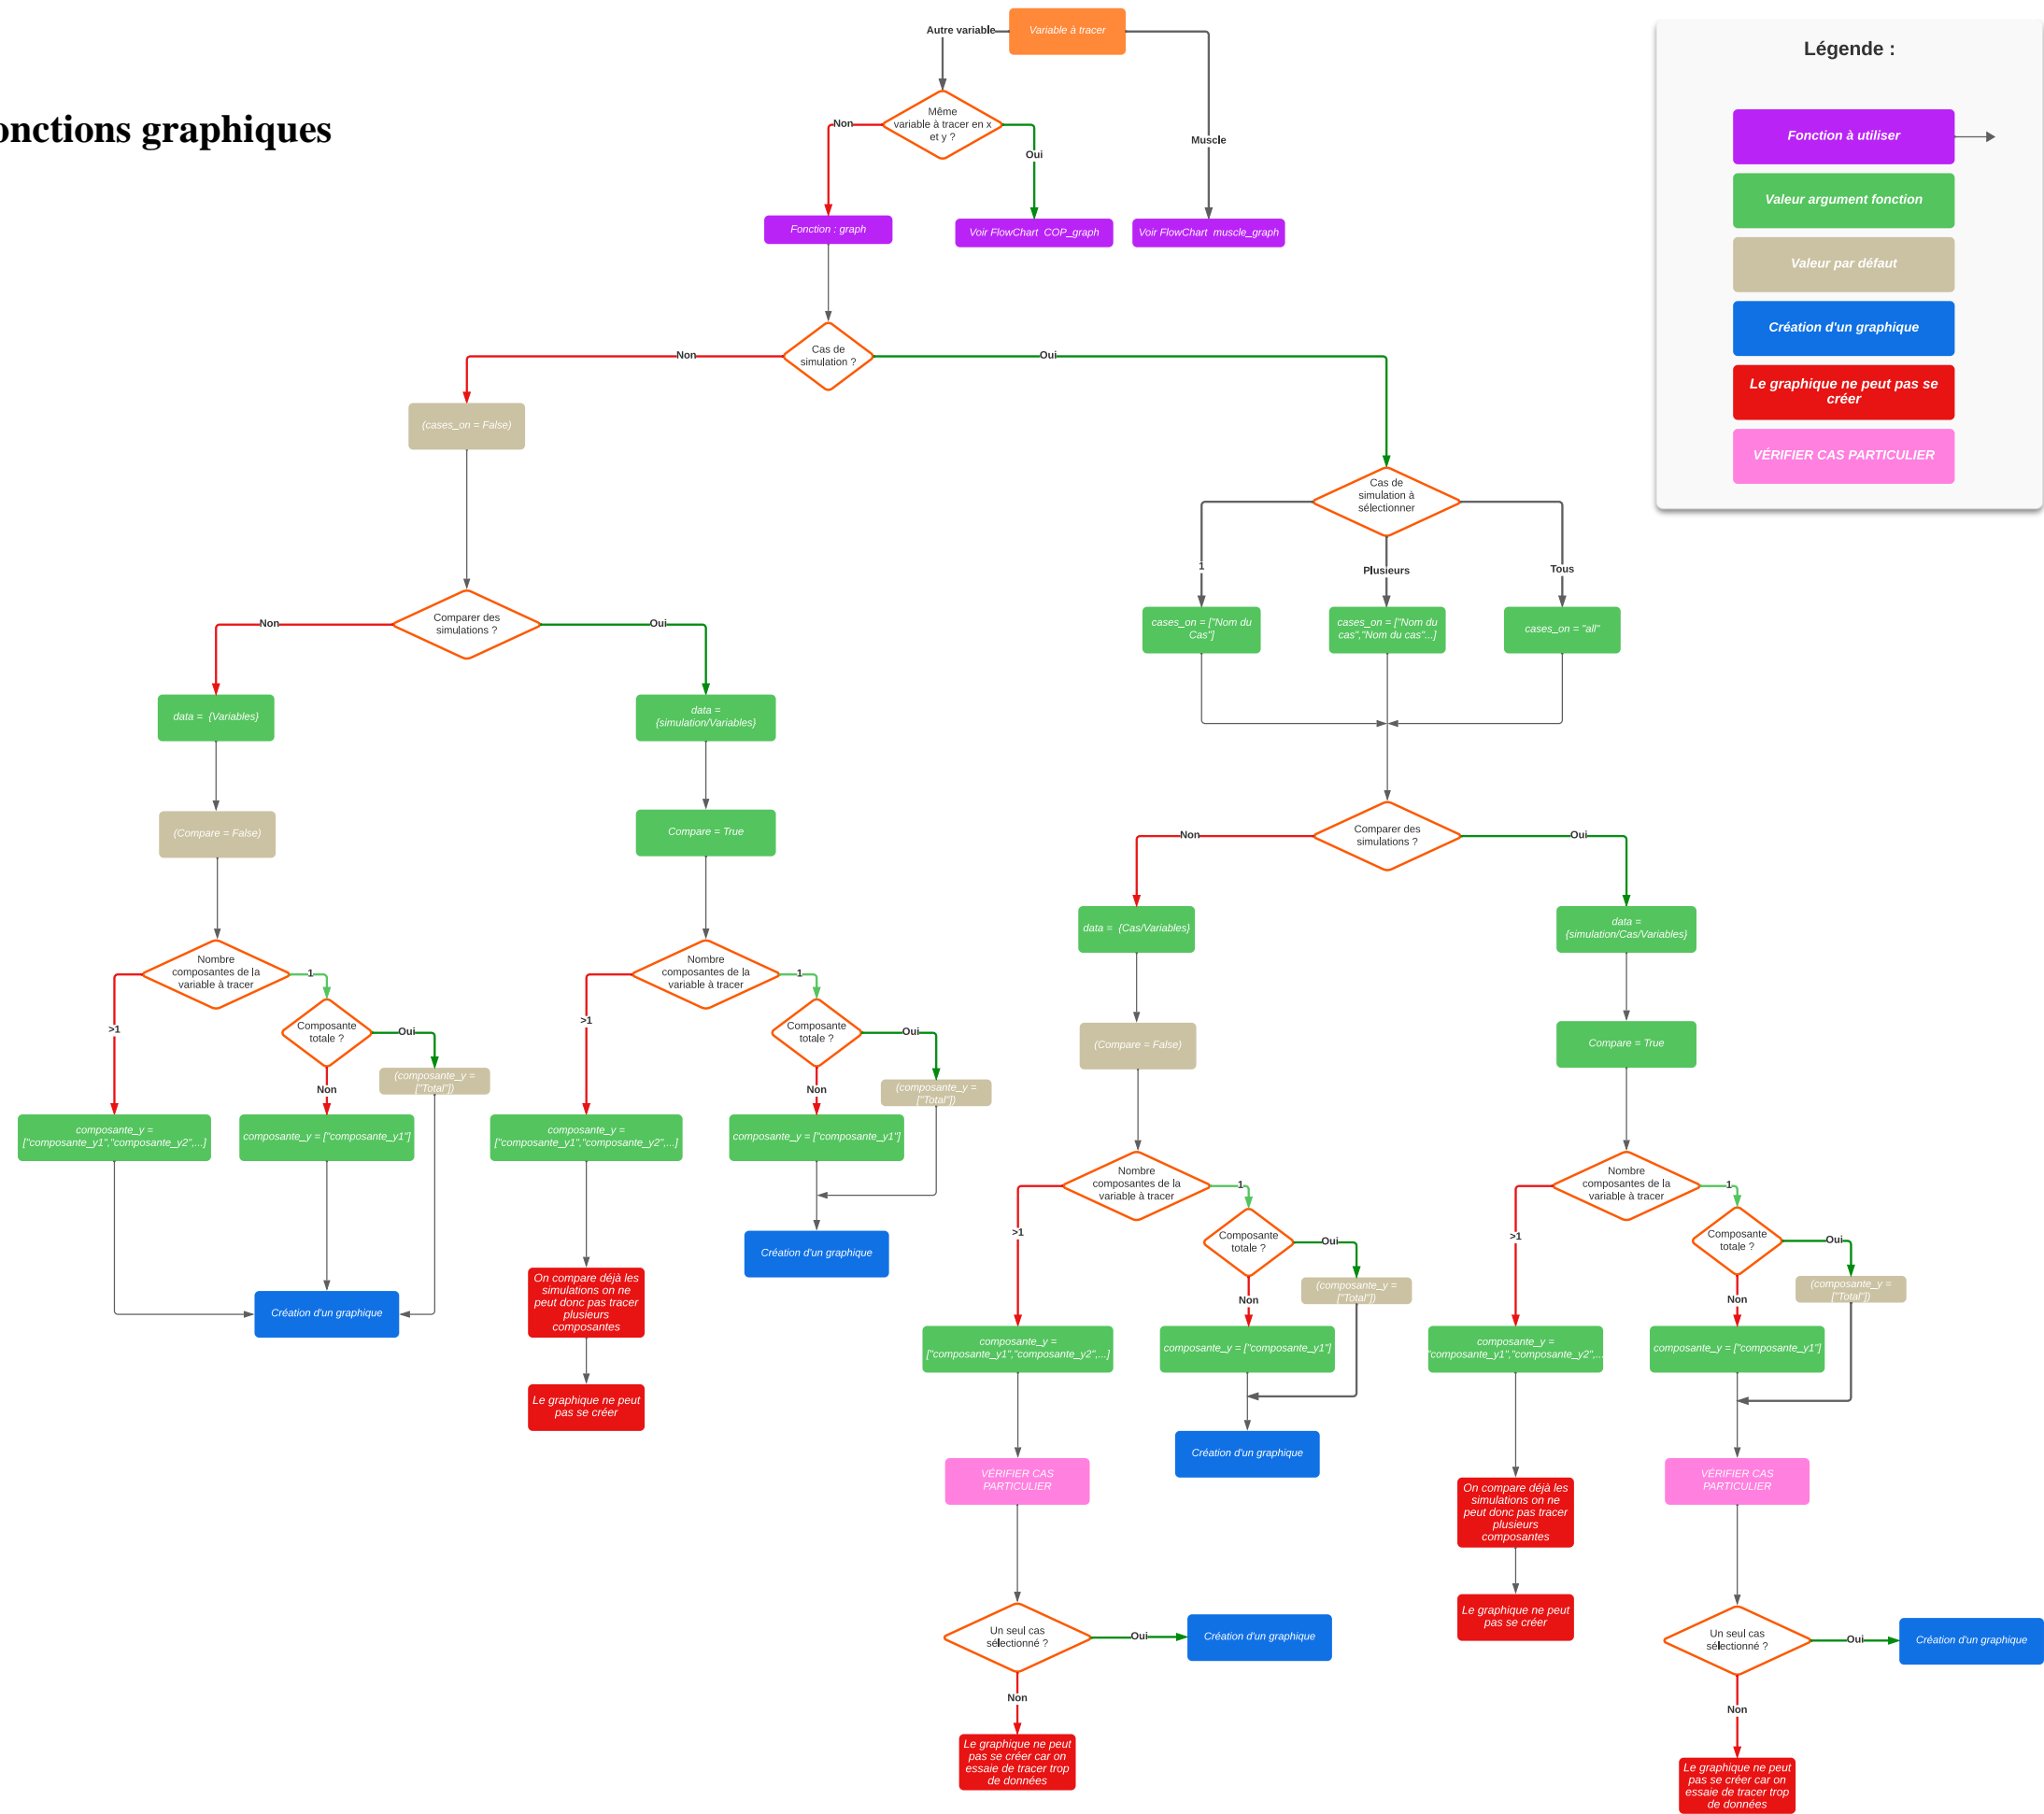 onctions graphiques
Variable à tracer
Autre variable
Muscle
Même
variable à tracer en x
et y ?
Non
Oui
Fonction : graph
Voir FlowChart COP_graph
Voir FlowChart muscle_graph
Légende :
Fonction à utiliser
Valeur argument fonction
Valeur par défaut
Création d'un graphique
Le graphique ne peut pas se
créer
VÉRIFIER CAS PARTICULIER
Cas de
simulation ?
Non
Oui
(cases_on = False)
Cas de
simulation à
sélectionner
1
Plusieurs
Tous
cases_on = ["Nom du
Cas"]
cases_on = ["Nom du
cas","Nom du cas"...]
cases_on = "all"
Comparer des
simulations ?
Non
Oui
data = {Variables}
(Compare = False)
Nombre
composantes de la
variable à tracer
>1
1
Composante
totale ?
Oui
Non
(composante_y =
["Total"])
composante_y =
["composante_y1","composante_y2",...]
composante_y = ["composante_y1"]
Création d'un graphique
data =
{simulation/Variables}
Compare = True
Nombre
composantes de la
variable à tracer
>1
1
Composante
totale ?
Oui
Non
(composante_y =
["Total"])
composante_y =
["composante_y1","composante_y2",...]
composante_y = ["composante_y1"]
Création d'un graphique
On compare déjà les
simulations on ne
peut donc pas tracer
plusieurs
composantes
Le graphique ne peut
pas se créer
Comparer des
simulations ?
Non
Oui
data = {Cas/Variables}
(Compare = False)
Nombre
composantes de la
variable à tracer
>1
1
Composante
totale ?
Oui
Non
(composante_y =
["Total"])
composante_y =
["composante_y1","composante_y2",...]
composante_y = ["composante_y1"]
Création d'un graphique
VÉRIFIER CAS
PARTICULIER
Un seul cas
sélectionné ?
Oui
Création d'un graphique
Non
Le graphique ne peut
pas se créer car on
essaie de tracer trop
de données
data =
{simulation/Cas/Variables}
Compare = True
Nombre
composantes de la
variable à tracer
>1
1
Composante
totale ?
Oui
Non
(composante_y =
["Total"])
composante_y =
"composante_y1","composante_y2",...
composante_y = ["composante_y1"]
On compare déjà les
simulations on ne
peut donc pas tracer
plusieurs
composantes
Le graphique ne peut
pas se créer
VÉRIFIER CAS
PARTICULIER
Un seul cas
sélectionné ?
Oui
Création d'un graphique
Non
Le graphique ne peut
pas se créer car on
essaie de tracer trop
de données